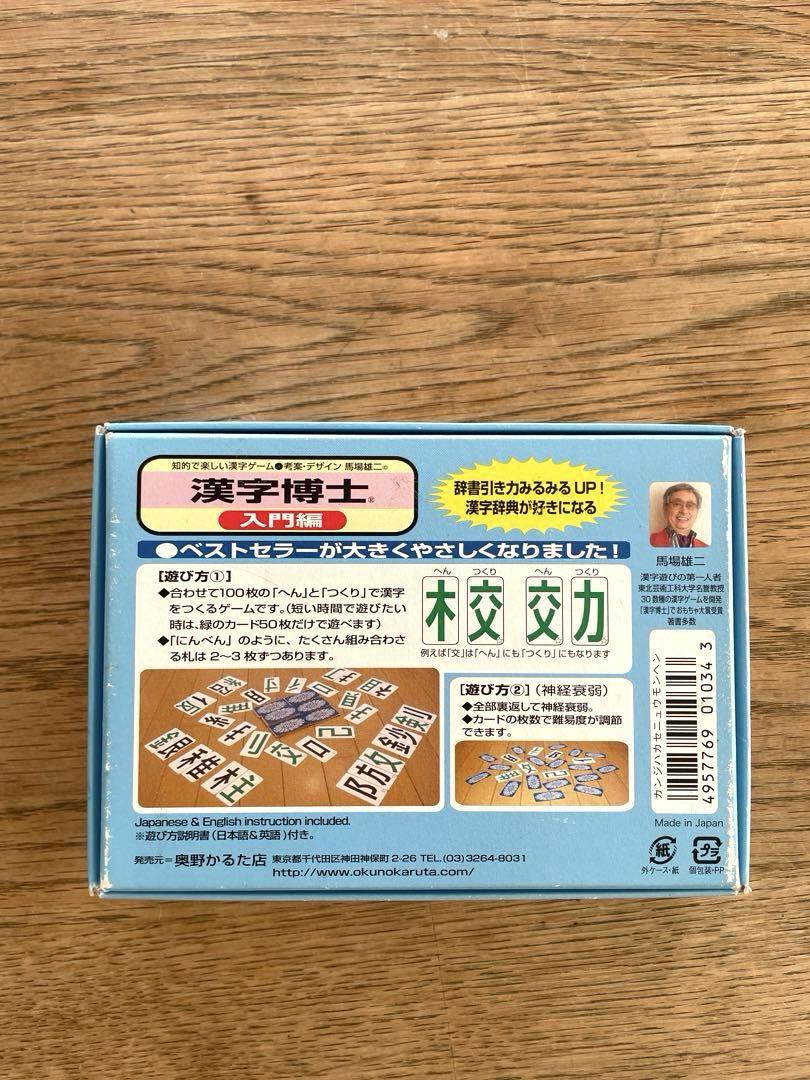 知的で楽しい漢字ゲーム●考案・デザイン 馬場雄二©
漢字博士®
入門編
辞書引き力みるみるUP!
漢字辞典が好きになる
●ベストセラーが大きくやさしくなりました!
[遊び方①]
◆合わせて100枚の「へん」と「つくり」で漢字
をつくるゲームです。(短い時間で遊びたい
時は、緑のカード50枚だけで遊べます)
◆「にんべん」のように、たくさん組み合わさ
る札は2〜3枚ずつあります。
へん つくり へん つくり
木 交 交 力
例えば「交」は「へん」にも「つくり」にもなります
[遊び方②](神経衰弱)
◆全部裏返して神経衰弱。
◆カードの枚数で難易度が調節
できます。
馬場雄二
漢字遊びの第一人者
東北芸術工科大学名誉教授
30数種の漢字ゲームを開発
「漢字博士」でおもちゃ大賞受賞
著書多数
カンジハカセニュウモンヘン
4957769 01034 3
Japanese & English instruction included.
※遊び方説明書(日本語&英語)付き。
発売元=奥野かるた店 東京都千代田区神田神保町2-26 TEL.(03)3264-8031
http://www.okunokaruta.com/
Made in Japan
紙 プラ
外ケース・紙 個包装・PP